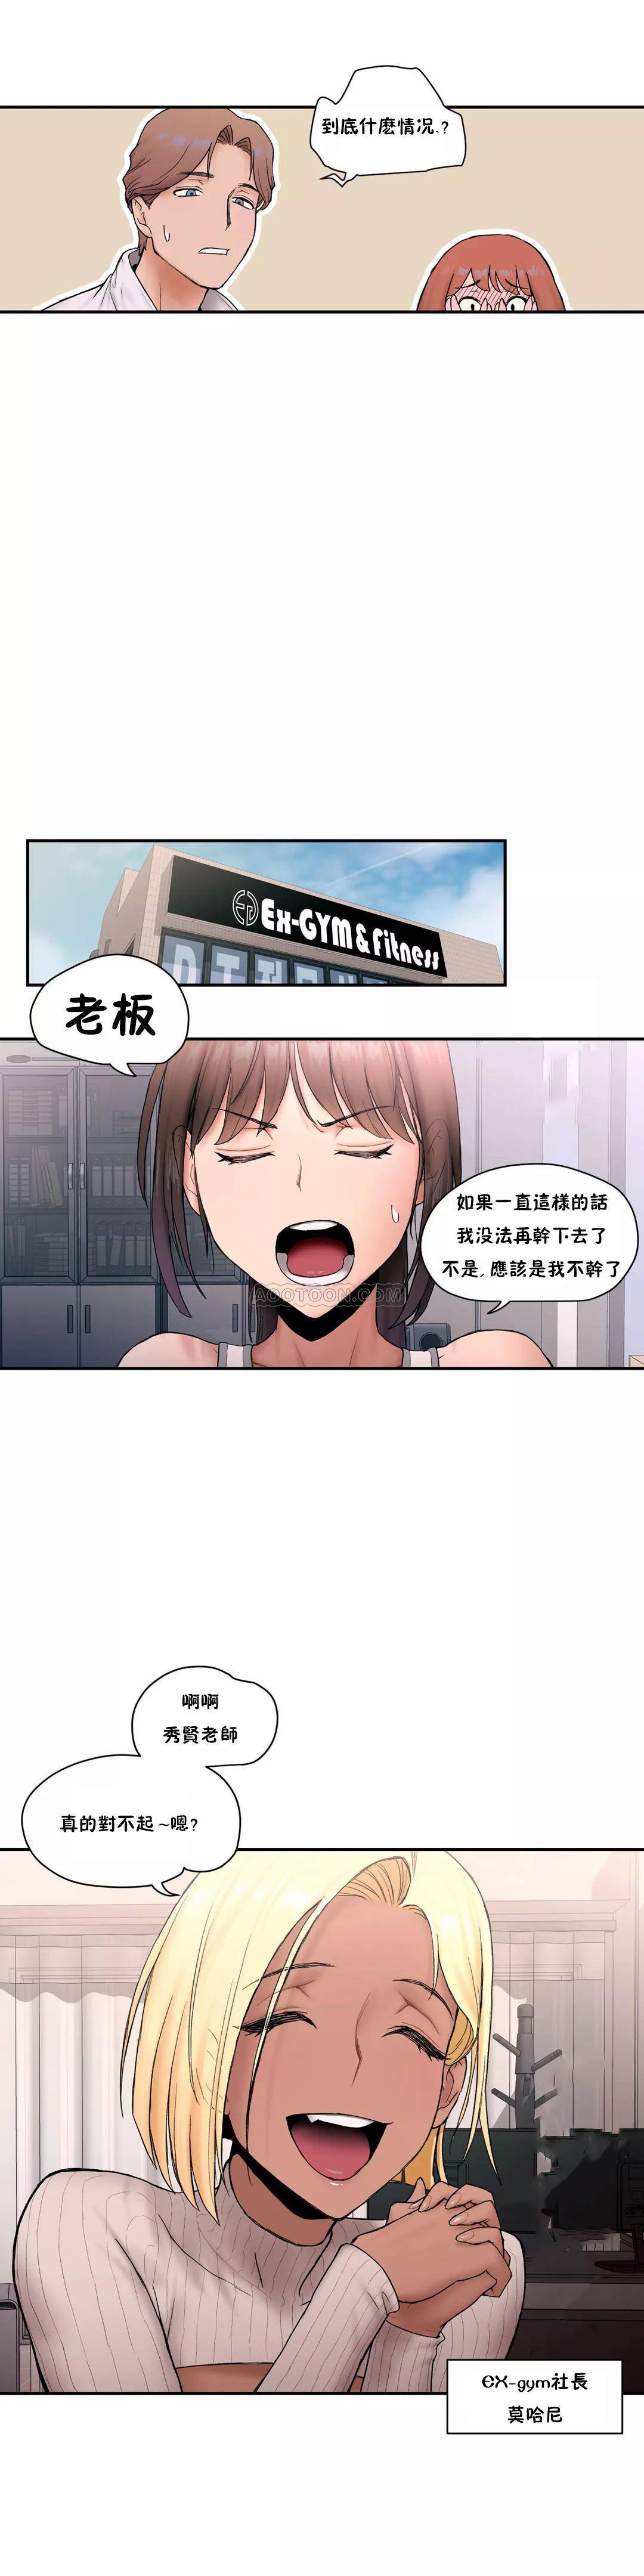 到底什麽情况.?
Ex-GYM & Fitness
老板
如果一直這樣的話
我没法再幹下去了
不是, 應該是我不幹了
AOOTOON.COM
啊啊
秀賢老師
真的對不起~嗯?
EX-gym社長
莫哈尼